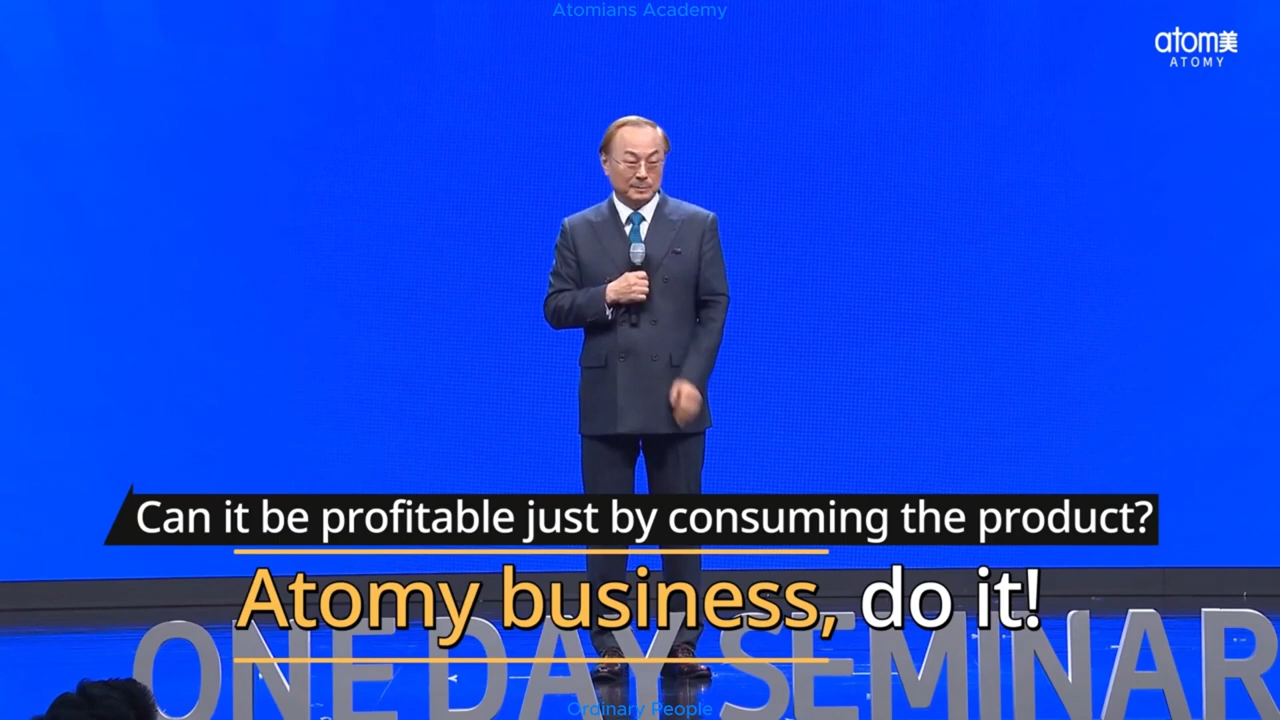 Atomians Academy
atom美
ATOMY
Can it be profitable just by consuming the product?
Atomy business, do it!
ONE DAY SEMINAR
Ordinary People